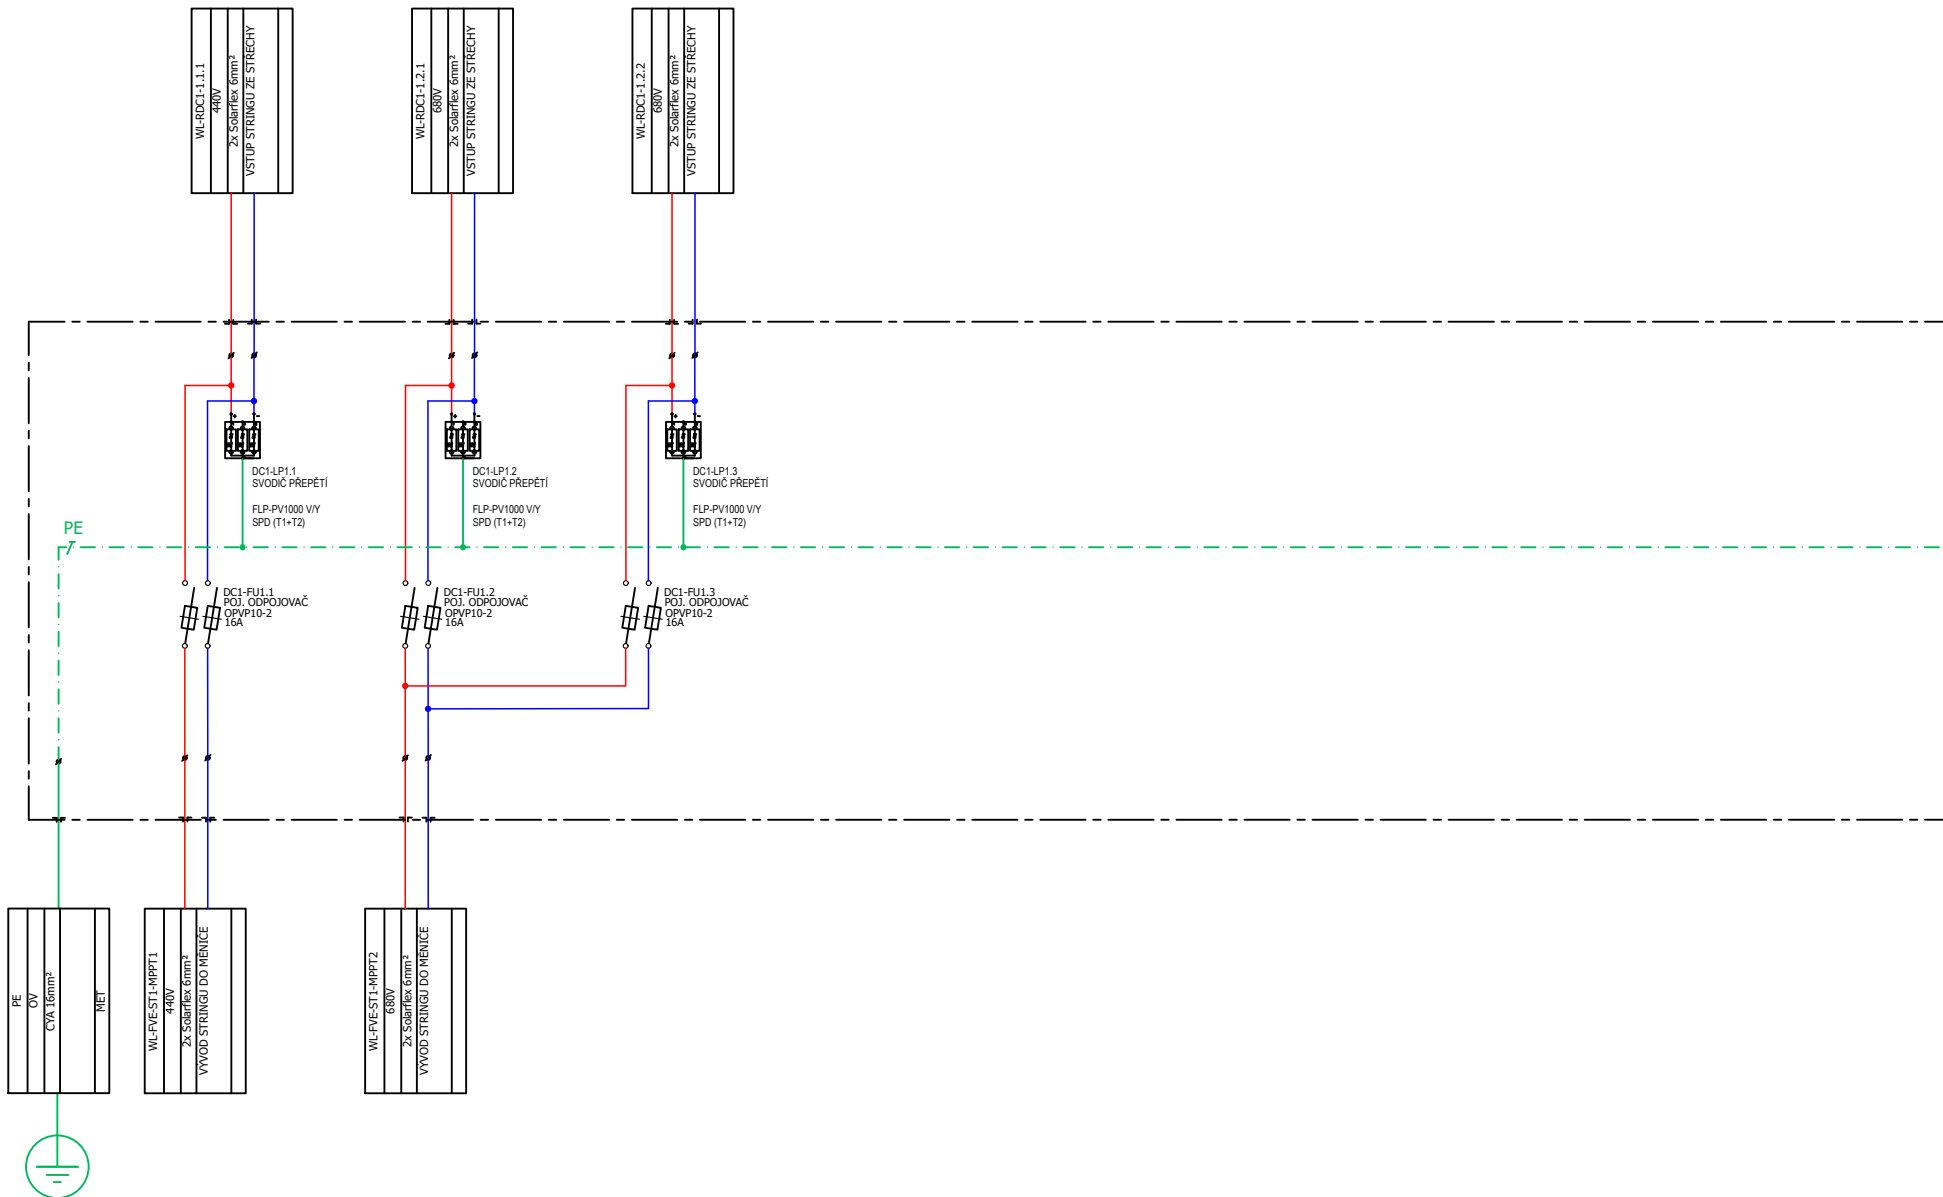 WL-RDC1-1.1.1
440V
2x Solarflex 6mm²
VSTUP STRINGU ZE STŘECHY
WL-RDC1-1.2.1
680V
2x Solarflex 6mm²
VSTUP STRINGU ZE STŘECHY
WL-RDC1-1.2.2
680V
2x Solarflex 6mm²
VSTUP STRINGU ZE STŘECHY
+ -
+ -
+ -
DC1-LP1.1
SVODIČ PŘEPĚTÍ
FLP-PV1000 V/Y
SPD (T1+T2)
DC1-LP1.2
SVODIČ PŘEPĚTÍ
FLP-PV1000 V/Y
SPD (T1+T2)
DC1-LP1.3
SVODIČ PŘEPĚTÍ
FLP-PV1000 V/Y
SPD (T1+T2)
PE
DC1-FU1.1
POJ. ODPOJOVAČ
OPVP10-2
16A
DC1-FU1.2
POJ. ODPOJOVAČ
OPVP10-2
16A
DC1-FU1.3
POJ. ODPOJOVAČ
OPVP10-2
16A
PE
OV
CYA 16mm²
MET
WL-FVE-ST1-MPPT1
440V
2x Solarflex 6mm²
VÝVOD STRINGU DO MĚNIČE
WL-FVE-ST1-MPPT2
680V
2x Solarflex 6mm²
VÝVOD STRINGU DO MĚNIČE